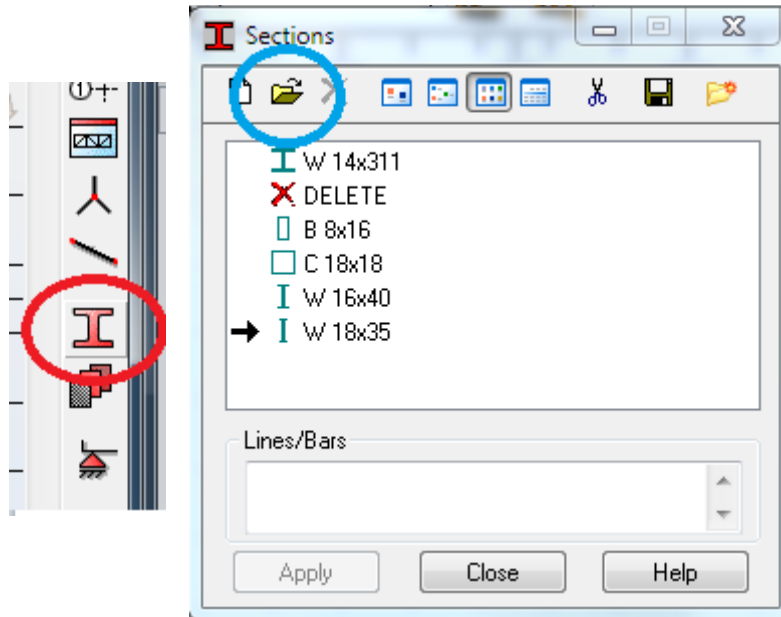 Sections
W 14x311
DELETE
B 8x16
C 18x18
W 16x40
W 18x35
Lines/Bars
Apply
Close
Help